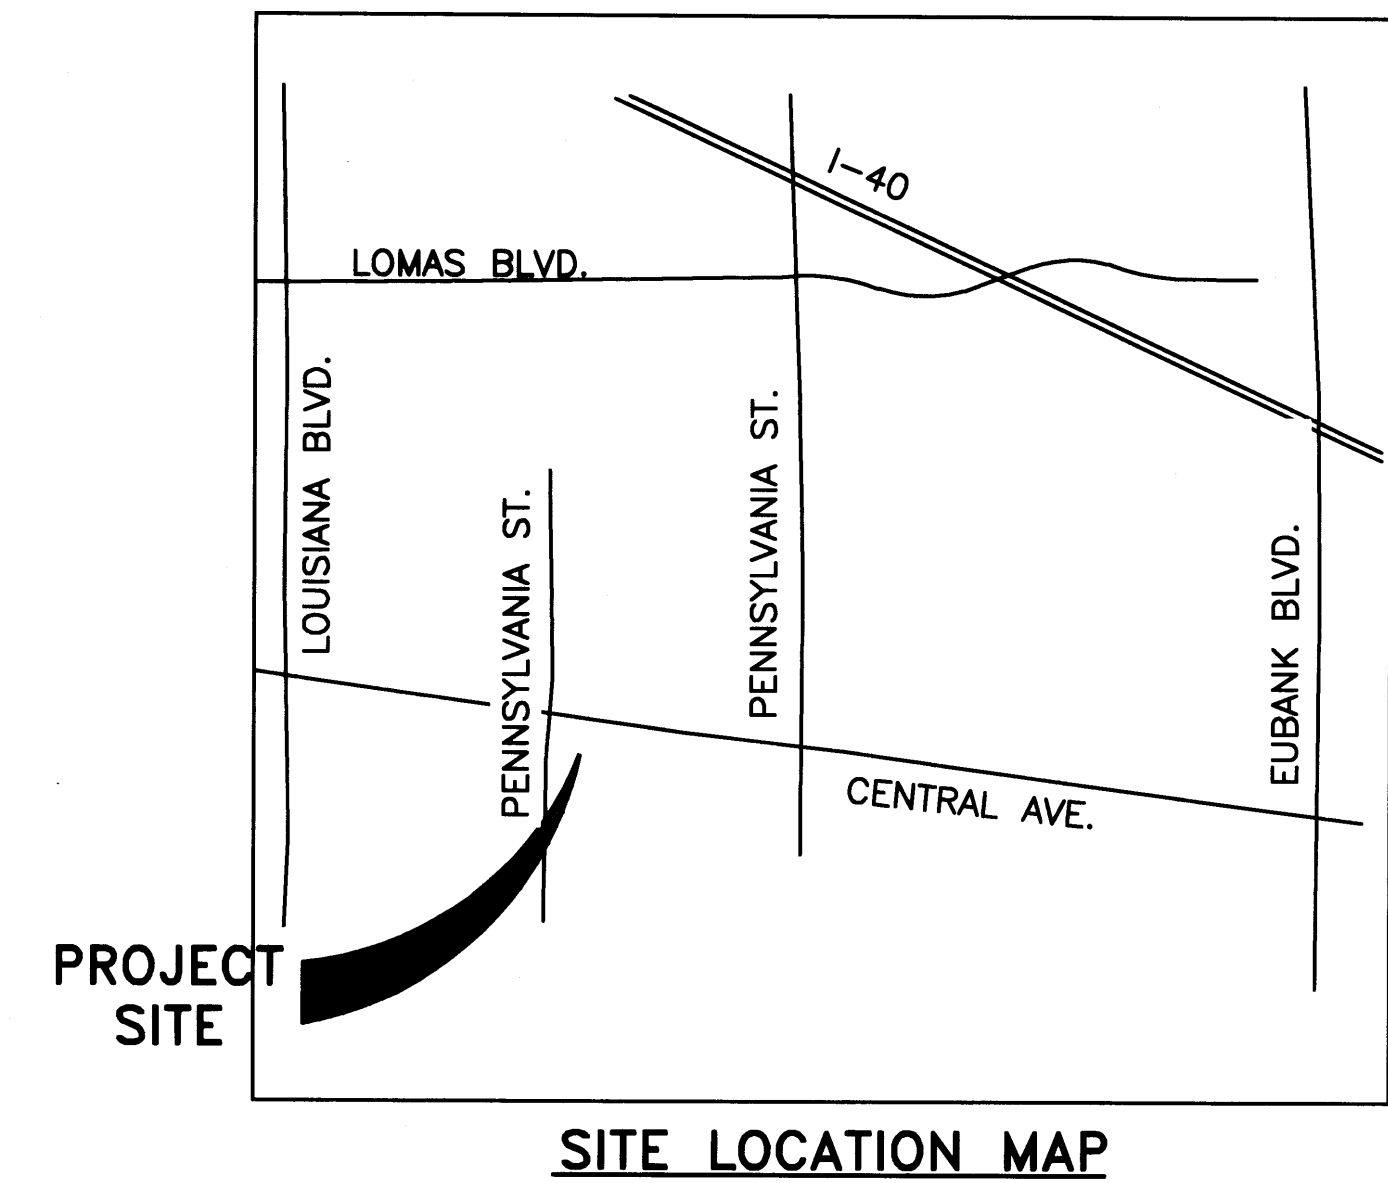 I-40
LOMAS BLVD.
LOUISIANA BLVD.
PENNSYLVANIA ST.
PENNSYLVANIA ST.
EUBANK BLVD.
CENTRAL AVE.
PROJECT
SITE
SITE LOCATION MAP